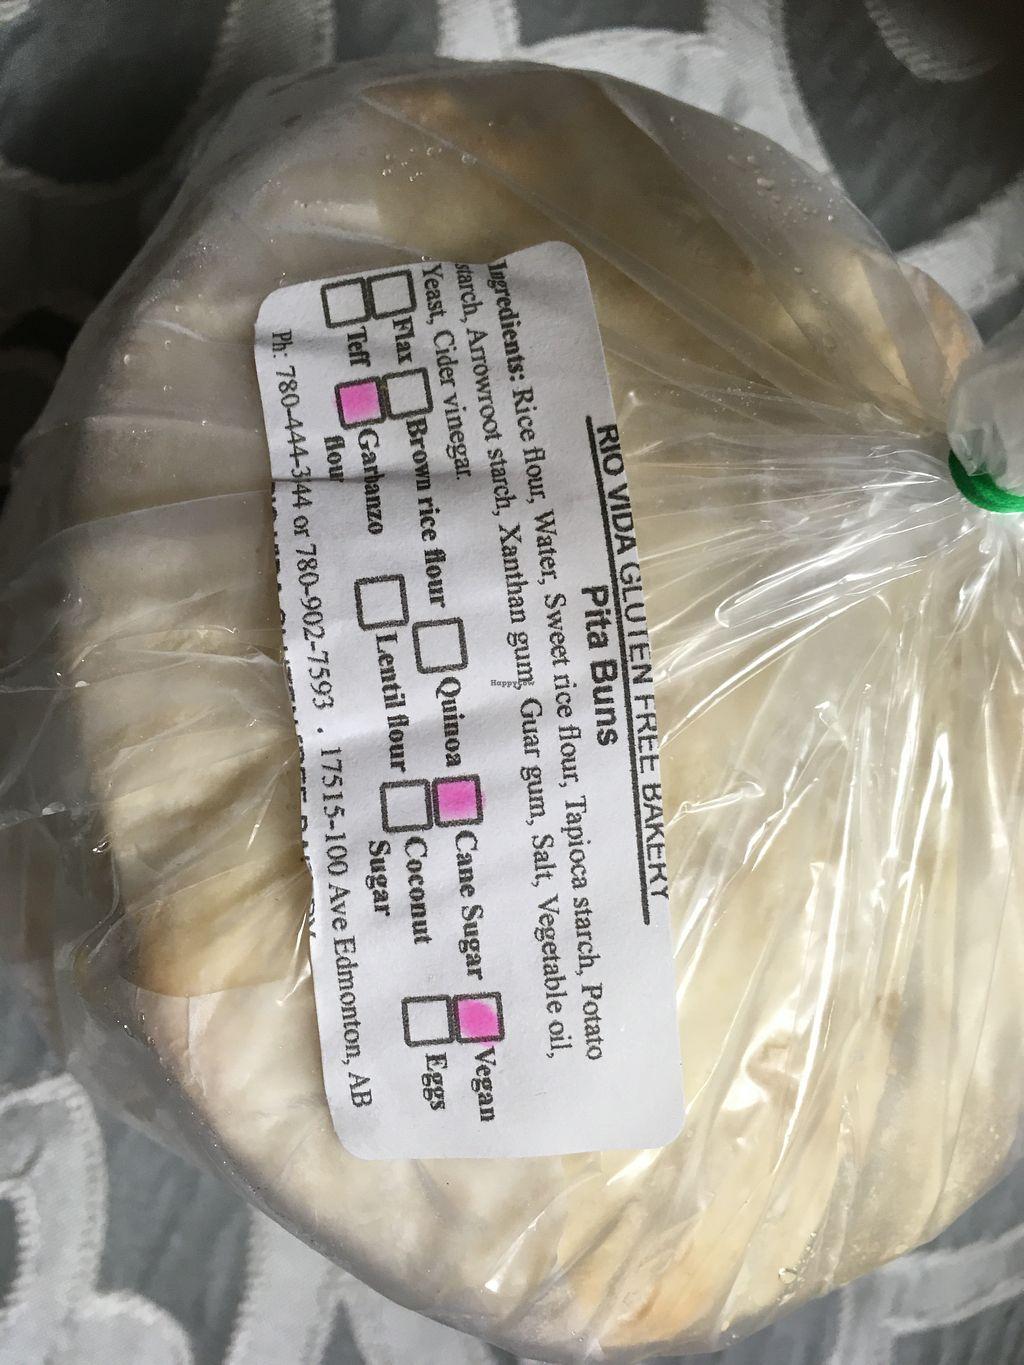 RIO VIDA GLUTEN FREE BAKERY
Pita Buns
Ingredients: Rice flour, Water, Sweet rice flour, Tapioca starch, Potato
starch, Arrowroot starch, Xanthan gum, Guar gum, Salt, Vegetable oil,
Yeast, Cider vinegar.
Flax Brown rice flour Quinoa Cane Sugar Vegan
Teff Garbanzo flour Lentil flour Coconut Sugar Eggs
Ph: 780-444-3 44 or 780-902-7593 . 17515-100 Ave Edmonton, AB
HappyCow